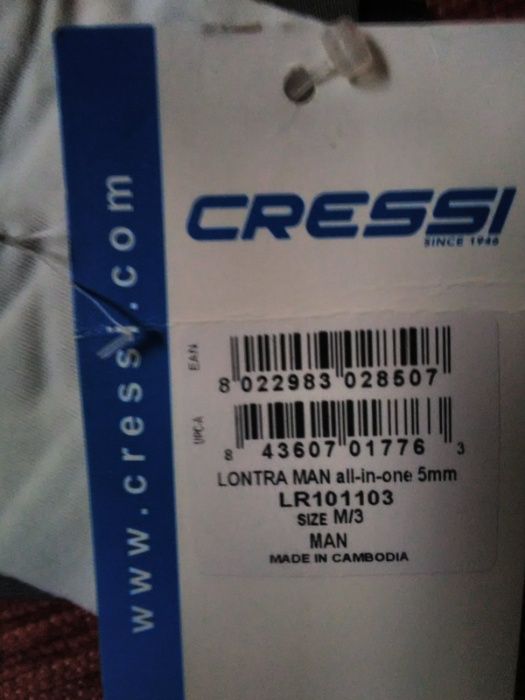 CRESSI
SINCE 1946
www.cressi.com
EAN
8 022983 028507
UPC-A
8 43607 01776 3
LONTRA MAN all-in-one 5mm
LR101103
SIZE M/3
MAN
MADE IN CAMBODIA